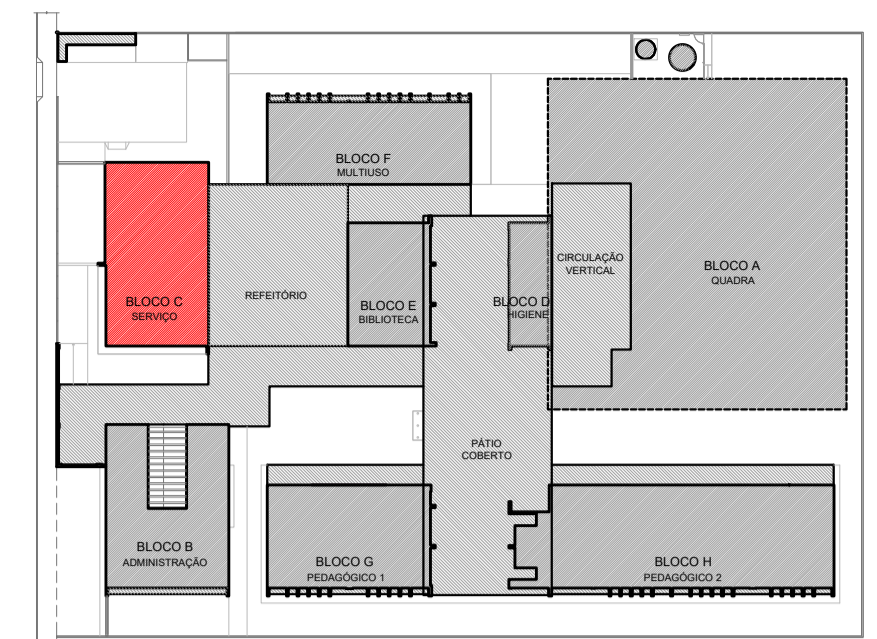 BLOCO F
MULTIUSO
BLOCO C
SERVIÇO
REFEITÓRIO
BLOCO E
BIBLIOTECA
BLOCO D
HIGIENE
CIRCULAÇÃO
VERTICAL
BLOCO A
QUADRA
PÁTIO
COBERTO
BLOCO B
ADMINISTRAÇÃO
BLOCO G
PEDAGÓGICO 1
BLOCO H
PEDAGÓGICO 2